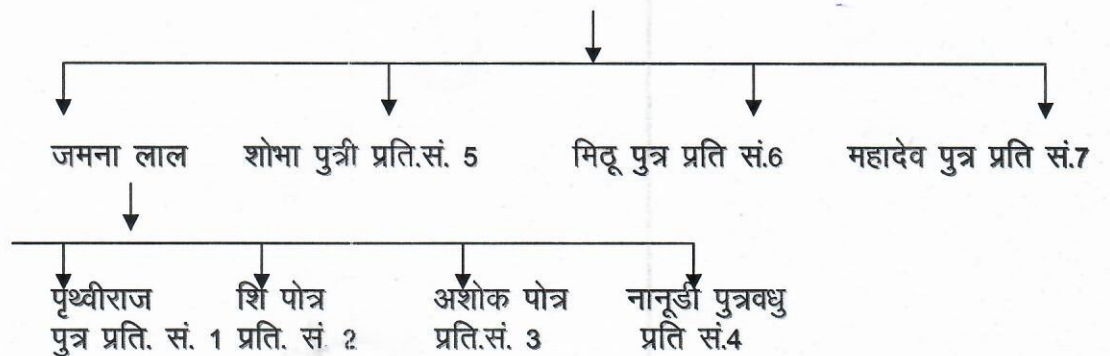 जमना लाल शोभा पुत्री प्रति.सं. 5 मिठू पुत्र प्रति सं.6 महादेव पुत्र प्रति सं.7
पृथ्वीराज शि पोत्र अशोक पोत्र नानूडी पुत्रवधु
पुत्र प्रति. सं. 1 प्रति. सं. 2 प्रति.सं. 3 प्रति सं.4